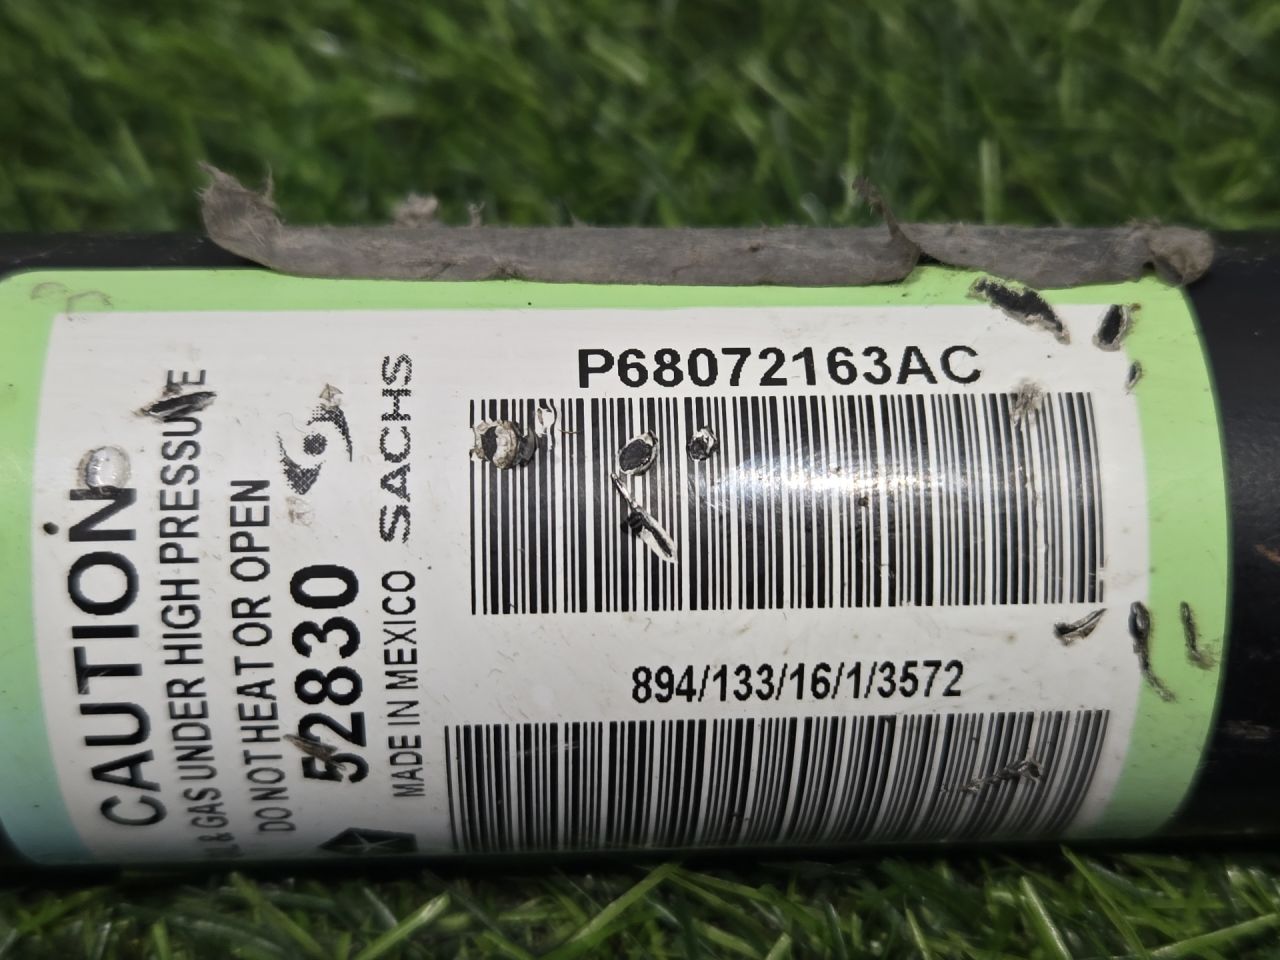 P68072163AC
894/133/16/1/3572
CAUTION
& GAS UNDER HIGH PRESSURE
DO NOT HEAT OR OPEN
52830
MADE IN MEXICO SACHS